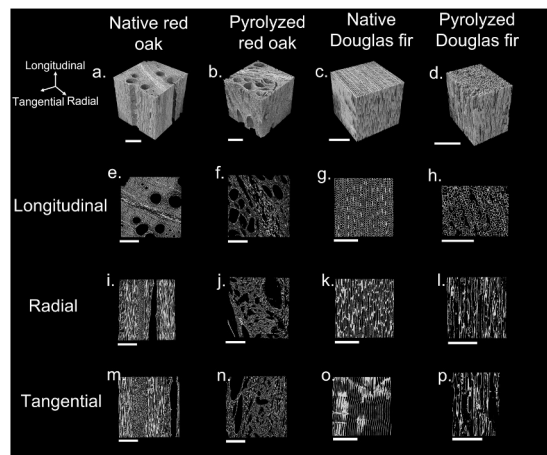 Native red oak
Pyrolyzed red oak
Native Douglas fir
Pyrolyzed Douglas fir
Longitudinal
Tangential Radial
a.
b.
c.
d.
Longitudinal
e.
f.
g.
h.
Radial
i.
j.
k.
l.
Tangential
m.
n.
o.
p.